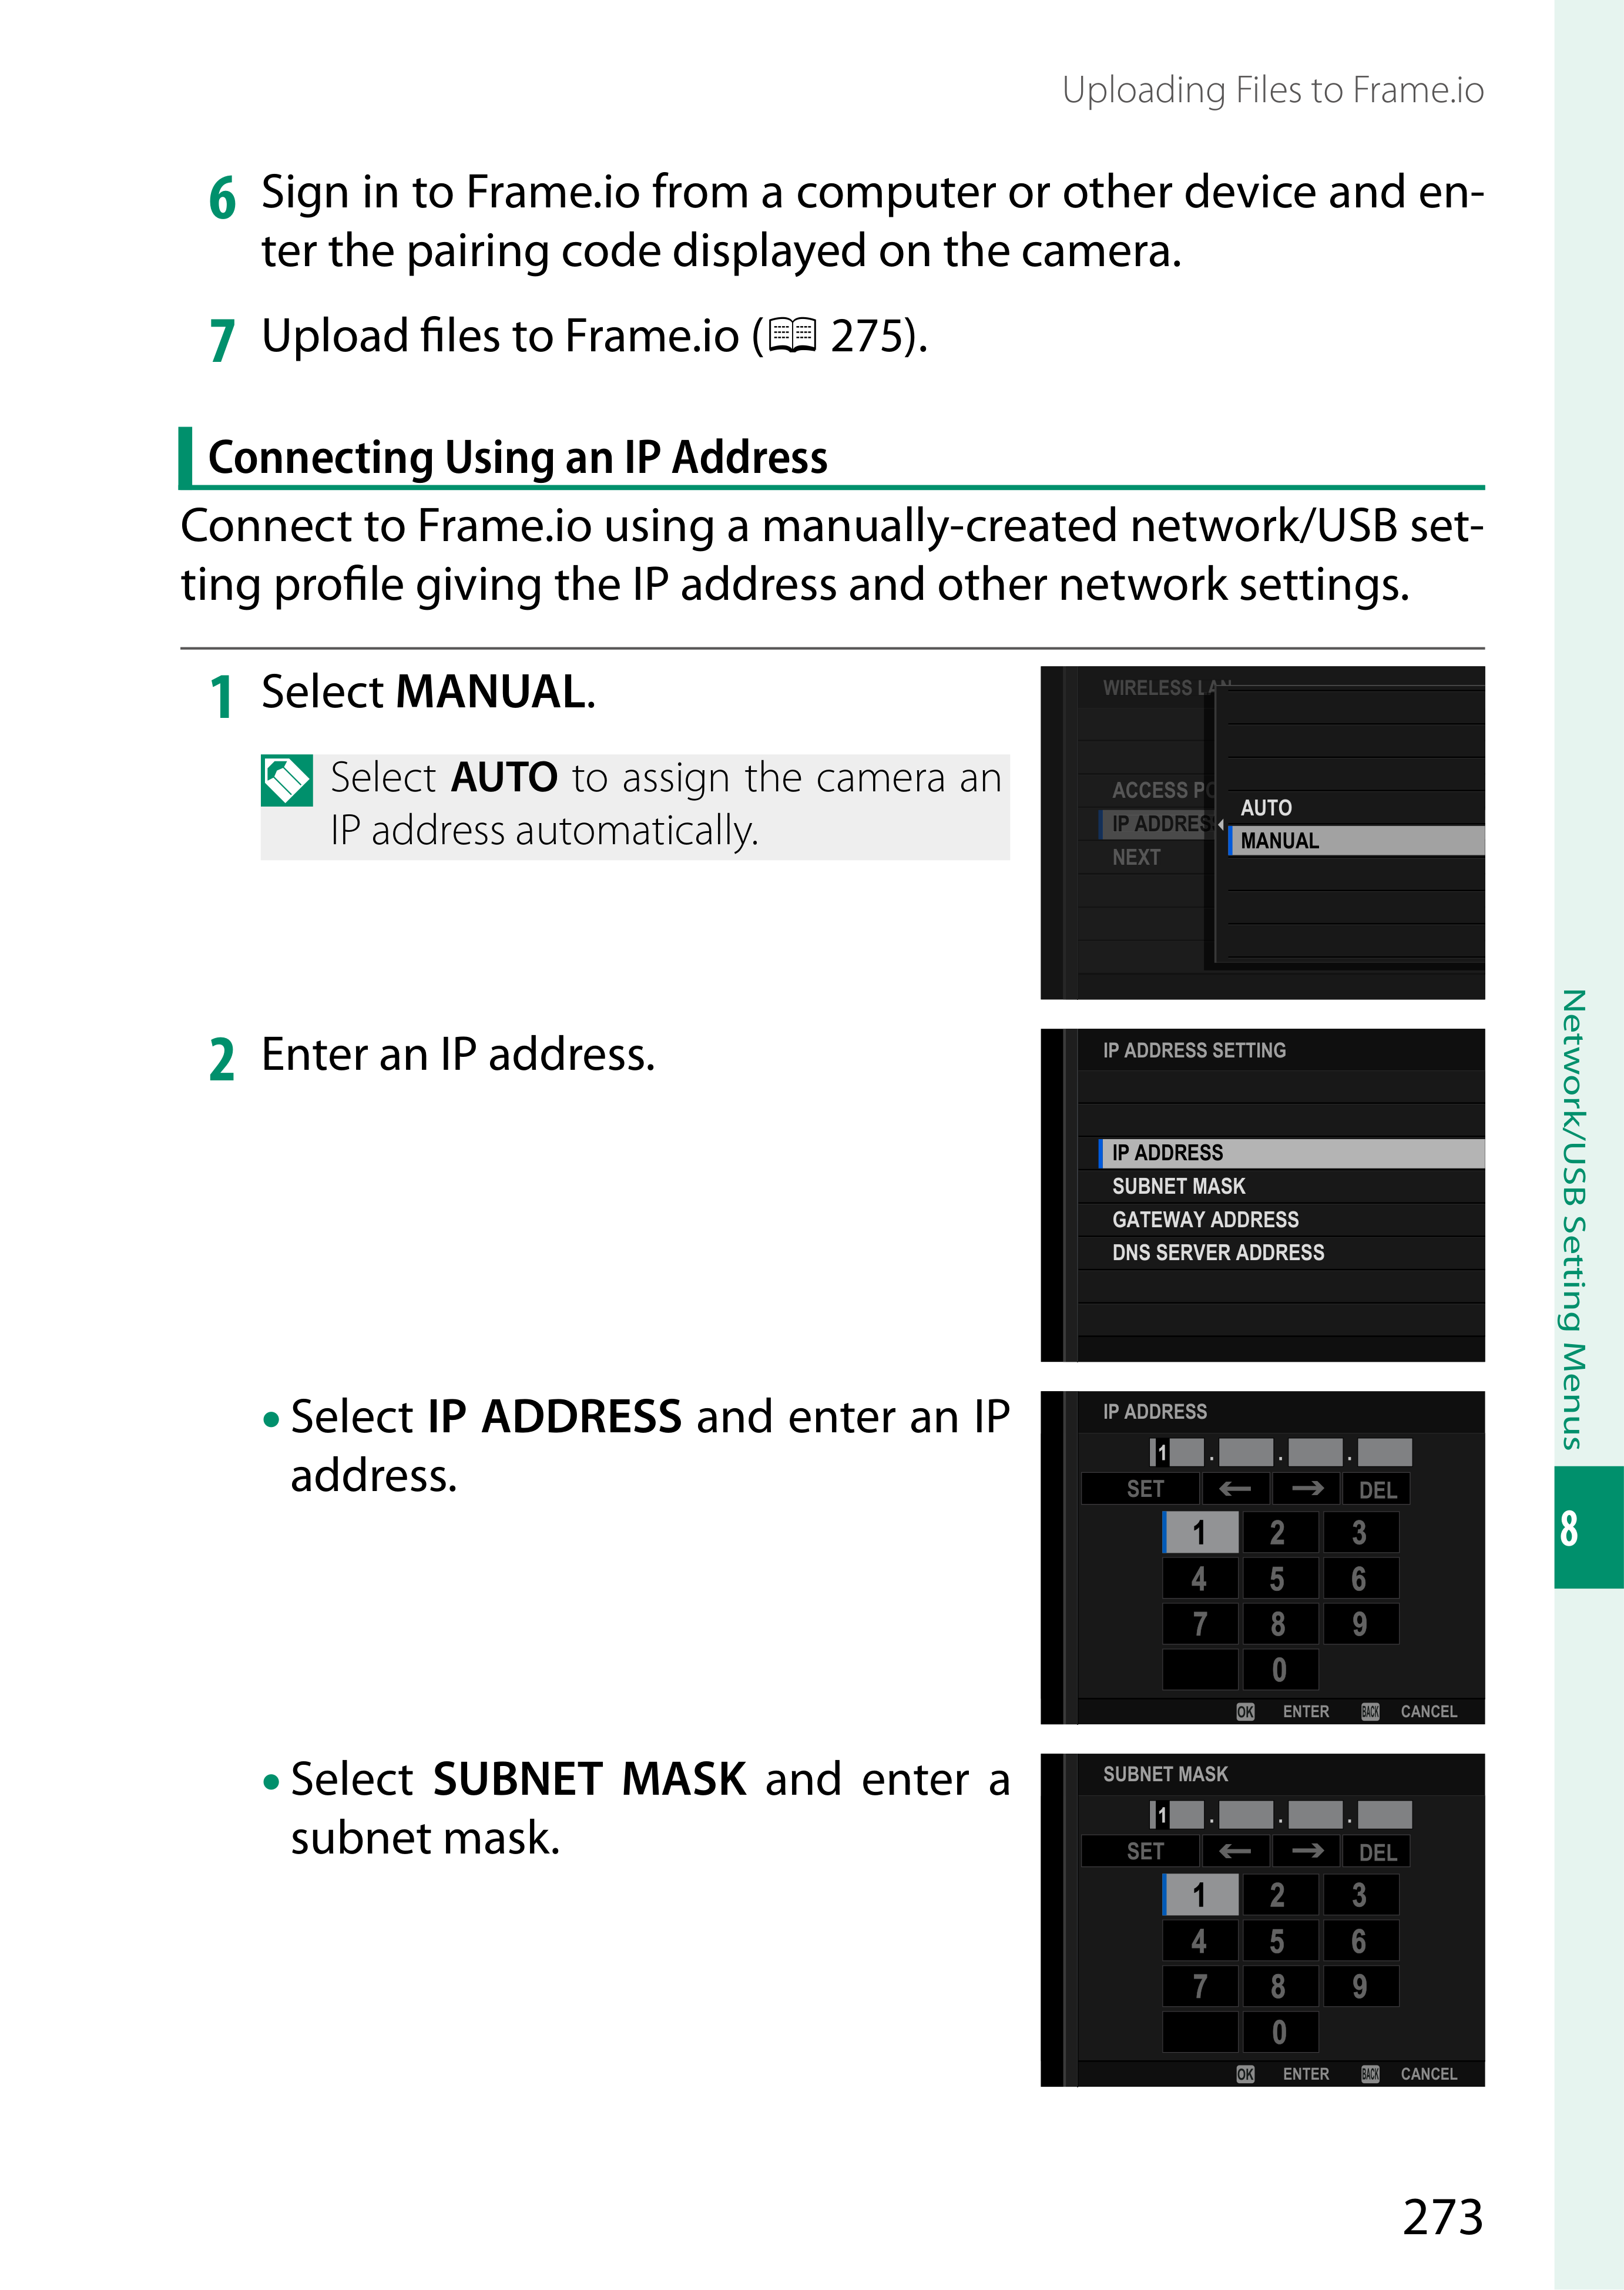 Uploading Files to Frame.io
6 Sign in to Frame.io from a computer or other device and en-
ter the pairing code displayed on the camera.
7 Upload files to Frame.io (275).
Connecting Using an IP Address
Connect to Frame.io using a manually-created network/USB set-
ting profile giving the IP address and other network settings.
1 Select MANUAL.
Select AUTO to assign the camera an
IP address automatically.
WIRELESS LAN
ACCESS PO
IP ADDRESS
NEXT
AUTO
MANUAL
2 Enter an IP address.
IP ADDRESS SETTING
IP ADDRESS
SUBNET MASK
GATEWAY ADDRESS
DNS SERVER ADDRESS
• Select IP ADDRESS and enter an IP
address.
IP ADDRESS
1 . . .
SET ← → DEL
1 2 3
4 5 6
7 8 9
0
OK ENTER BACK CANCEL
• Select SUBNET MASK and enter a
subnet mask.
SUBNET MASK
1 . . .
SET ← → DEL
1 2 3
4 5 6
7 8 9
0
OK ENTER BACK CANCEL
Network/USB Setting Menus
8
273